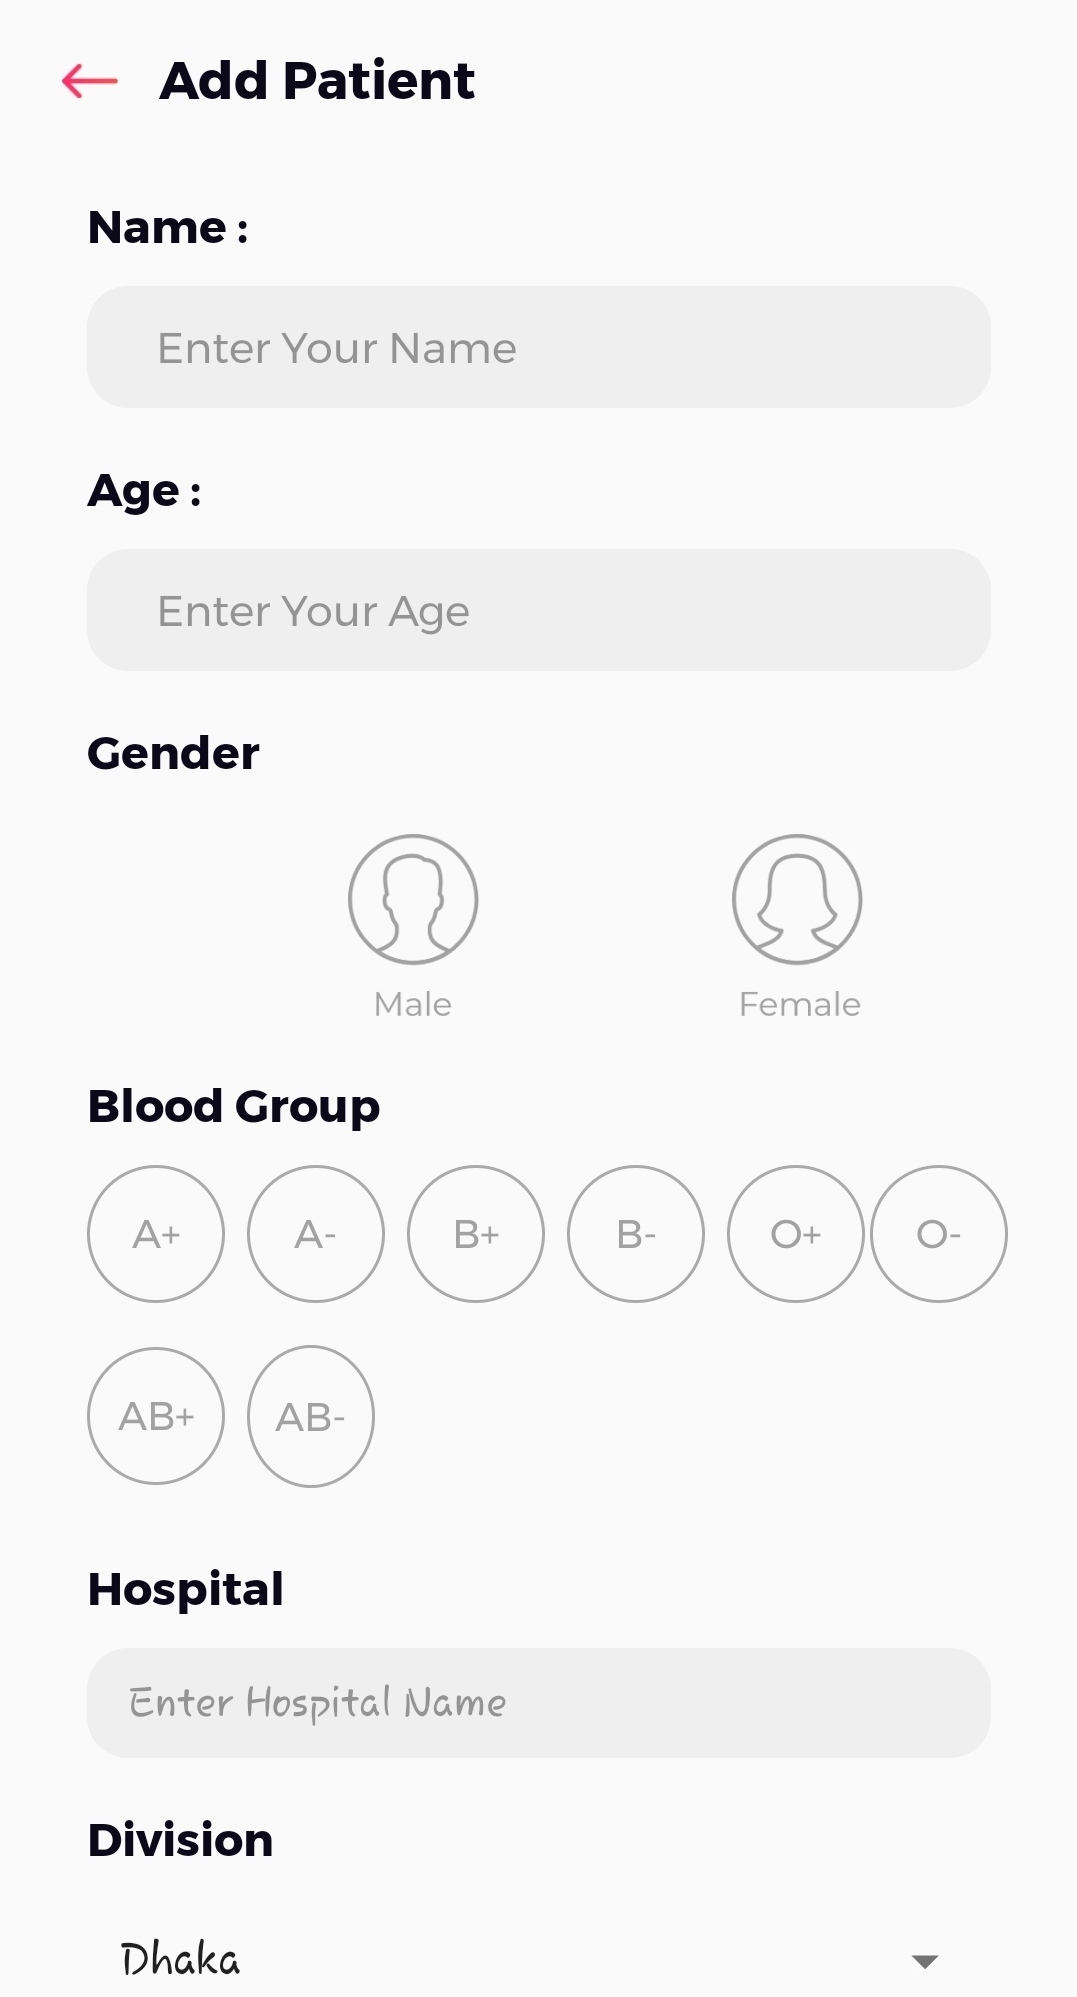 Add Patient
Name :
Enter Your Name
Age :
Enter Your Age
Gender
Male Female
Blood Group
A+ A- B+ B- O+ O-
AB+ AB-
Hospital
Enter Hospital Name
Division
Dhaka